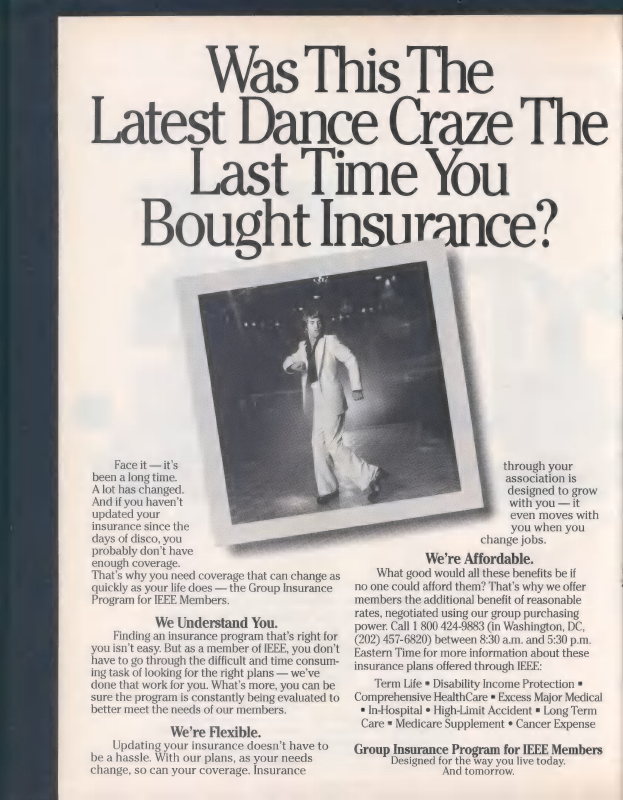 Was This The
Latest Dance Craze The
Last Time You
Bought Insurance?
Face it — it's
been a long time.
A lot has changed.
And if you haven't
updated your
insurance since the
days of disco, you
probably don't have
enough coverage.
That's why you need coverage that can change as
quickly as your life does — the Group Insurance
Program for IEEE Members.
We Understand You.
Finding an insurance program that's right for
you isn't easy. But as a member of IEEE, you don't
have to go through the difficult and time consum-
ing task of looking for the right plans — we've
done that work for you. What's more, you can be
sure the program is constantly being evaluated to
better meet the needs of our members.
We're Flexible.
Updating your insurance doesn't have to
be a hassle. With our plans, as your needs
change, so can your coverage. Insurance
through your
association is
designed to grow
with you — it
even moves with
you when you
change jobs.
We're Affordable.
What good would all these benefits be if
no one could afford them? That's why we offer
members the additional benefit of reasonable
rates, negotiated using our group purchasing
power. Call 1 800 424-9883 (in Washington, DC,
(202) 457-6820) between 8:30 a.m. and 5:30 p.m.
Eastern Time for more information about these
insurance plans offered through IEEE:
Term Life ▪ Disability Income Protection ▪
Comprehensive HealthCare ▪ Excess Major Medical
▪ In-Hospital ▪ High-Limit Accident ▪ Long Term
Care ▪ Medicare Supplement ▪ Cancer Expense
Group Insurance Program for IEEE Members
Designed for the way you live today.
And tomorrow.